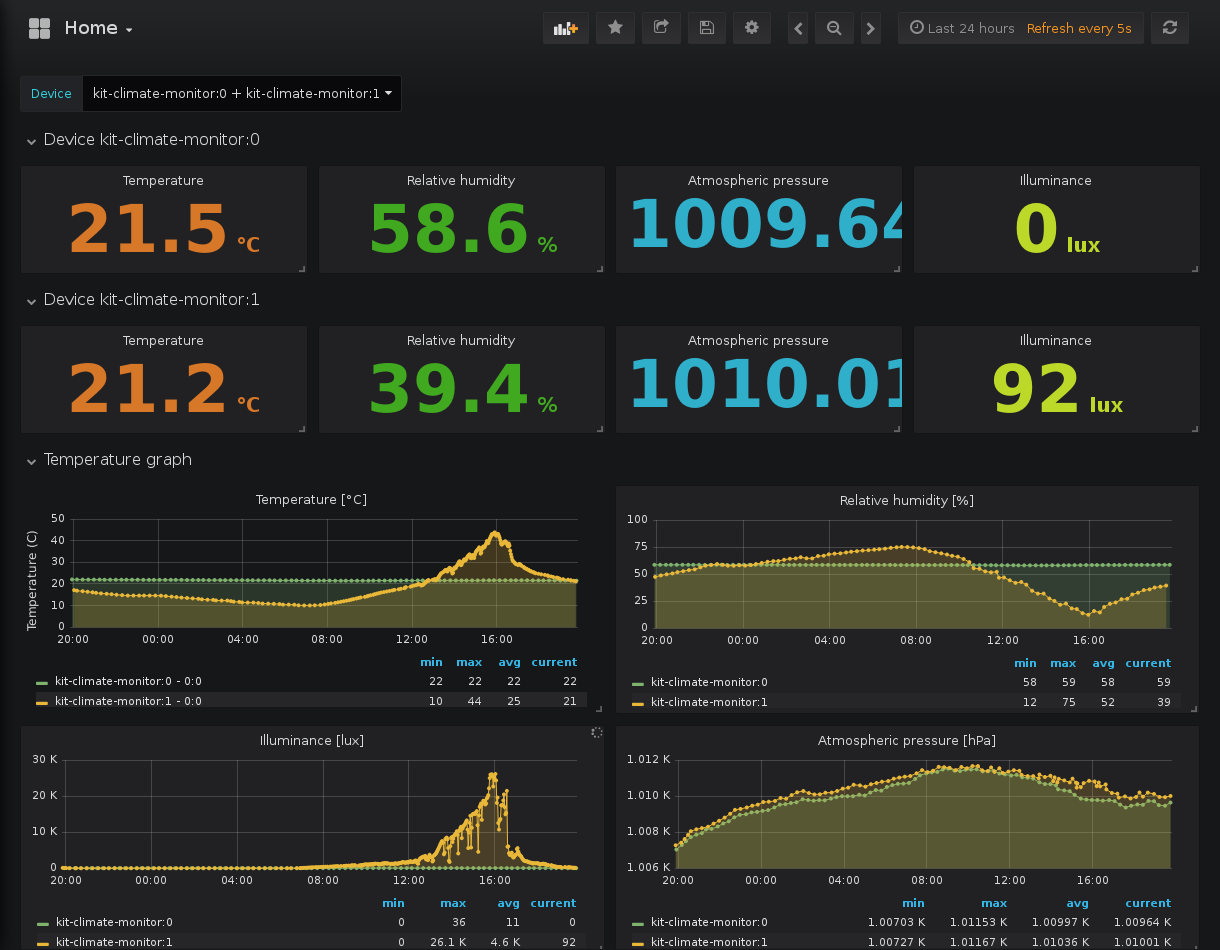 Home
Last 24 hours Refresh every 5s
Device kit-climate-monitor:0 + kit-climate-monitor:1
Device kit-climate-monitor:0
Temperature Relative humidity Atmospheric pressure Illuminance
21.5 °C 58.6 % 1009.64 0 lux
Device kit-climate-monitor:1
Temperature Relative humidity Atmospheric pressure Illuminance
21.2 °C 39.4 % 1010.01 92 lux
Temperature graph
Temperature [°C]
Temperature (C)
50
40
30
20
10
0
20:00 00:00 04:00 08:00 12:00 16:00
min max avg current
kit-climate-monitor:0 - 0:0 22 22 22 22
kit-climate-monitor:1 - 0:0 10 44 25 21
Relative humidity [%]
100
75
50
25
0
20:00 00:00 04:00 08:00 12:00 16:00
min max avg current
kit-climate-monitor:0 58 59 58 59
kit-climate-monitor:1 12 75 52 39
Illuminance [lux]
30 K
20 K
10 K
0
20:00 00:00 04:00 08:00 12:00 16:00
min max avg current
kit-climate-monitor:0 0 36 11 0
kit-climate-monitor:1 0 26.1 K 4.6 K 92
Atmospheric pressure [hPa]
1.012 K
1.010 K
1.008 K
1.006 K
20:00 00:00 04:00 08:00 12:00 16:00
min max avg current
kit-climate-monitor:0 1.00703 K 1.01153 K 1.00997 K 1.00964 K
kit-climate-monitor:1 1.00727 K 1.01167 K 1.01036 K 1.01001 K